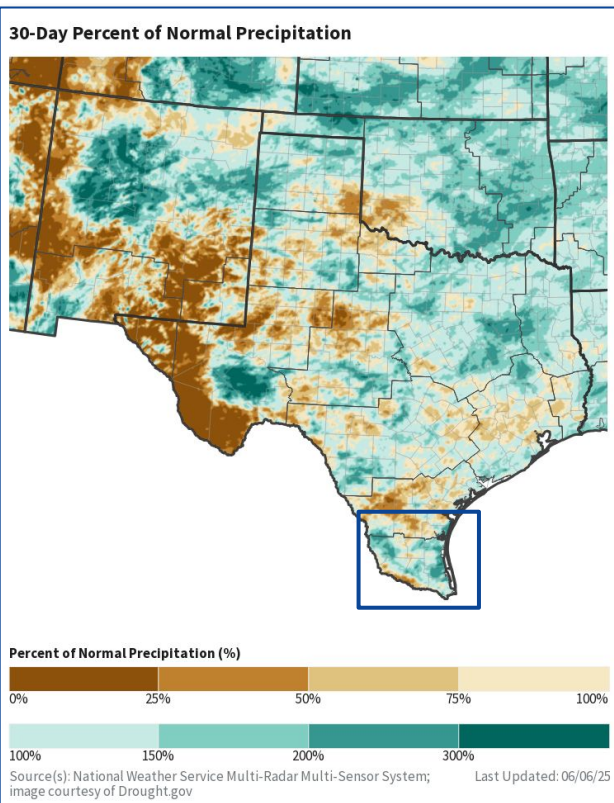 30-Day Percent of Normal Precipitation
Percent of Normal Precipitation (%)
0% 25% 50% 75% 100%
100% 150% 200% 300%
Source(s): National Weather Service Multi-Radar Multi-Sensor System; Last Updated: 06/06/25
image courtesy of Drought.gov